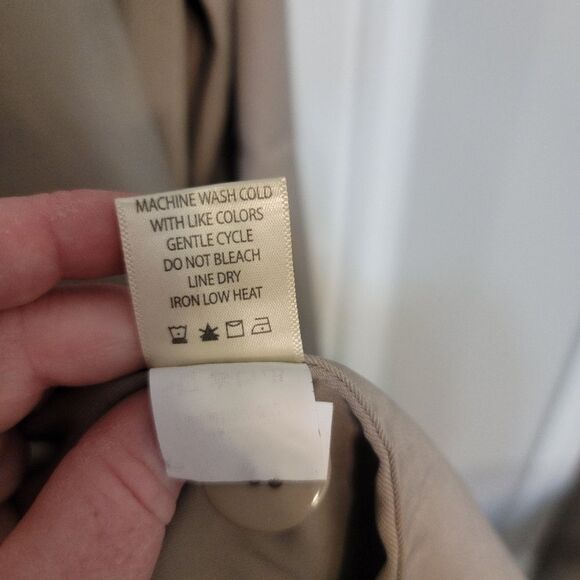 MACHINE WASH COLD
WITH LIKE COLORS
GENTLE CYCLE
DO NOT BLEACH
LINE DRY
IRON LOW HEAT